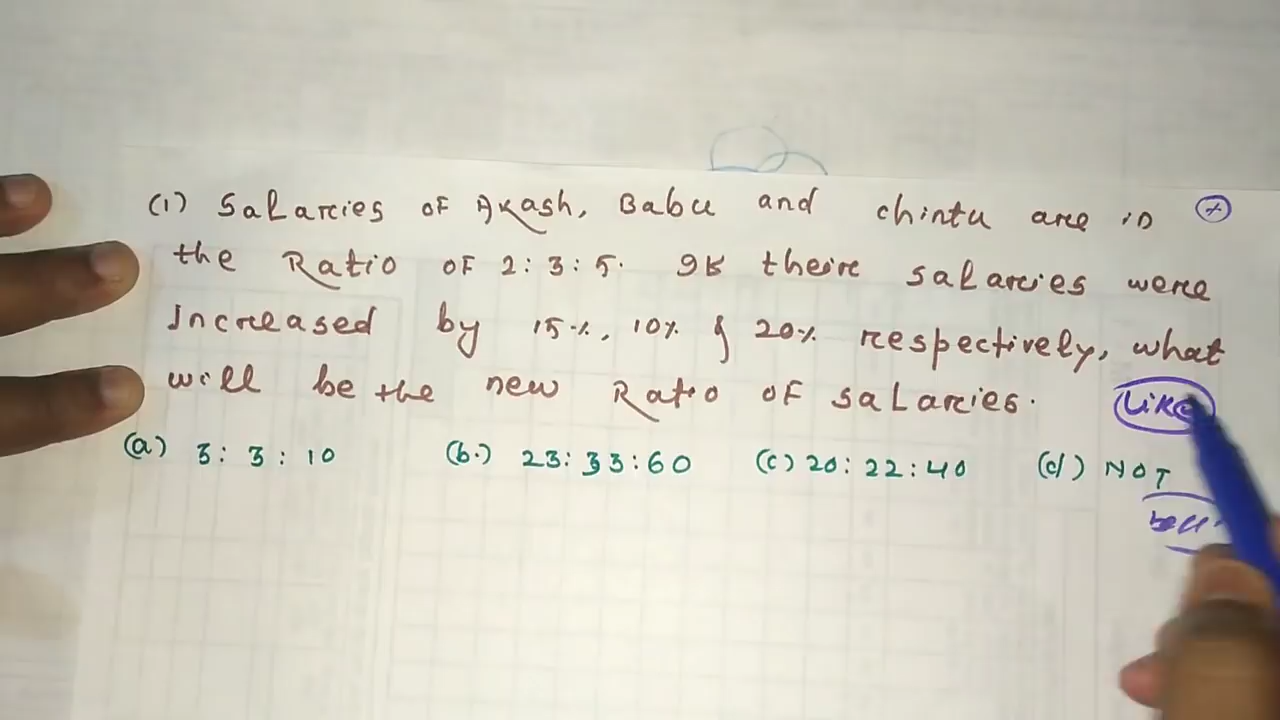 (1) Salaries OF Akash, Babu and chintu are in +
the Ratio OF 2:3:5. If their salaries were
Increased by 15%, 10% & 20% respectively, what
will be the new Ratio OF salaries. Like
(a) 3:3:10 (b.) 23:33:60 (c) 20:22:40 (d) NOT